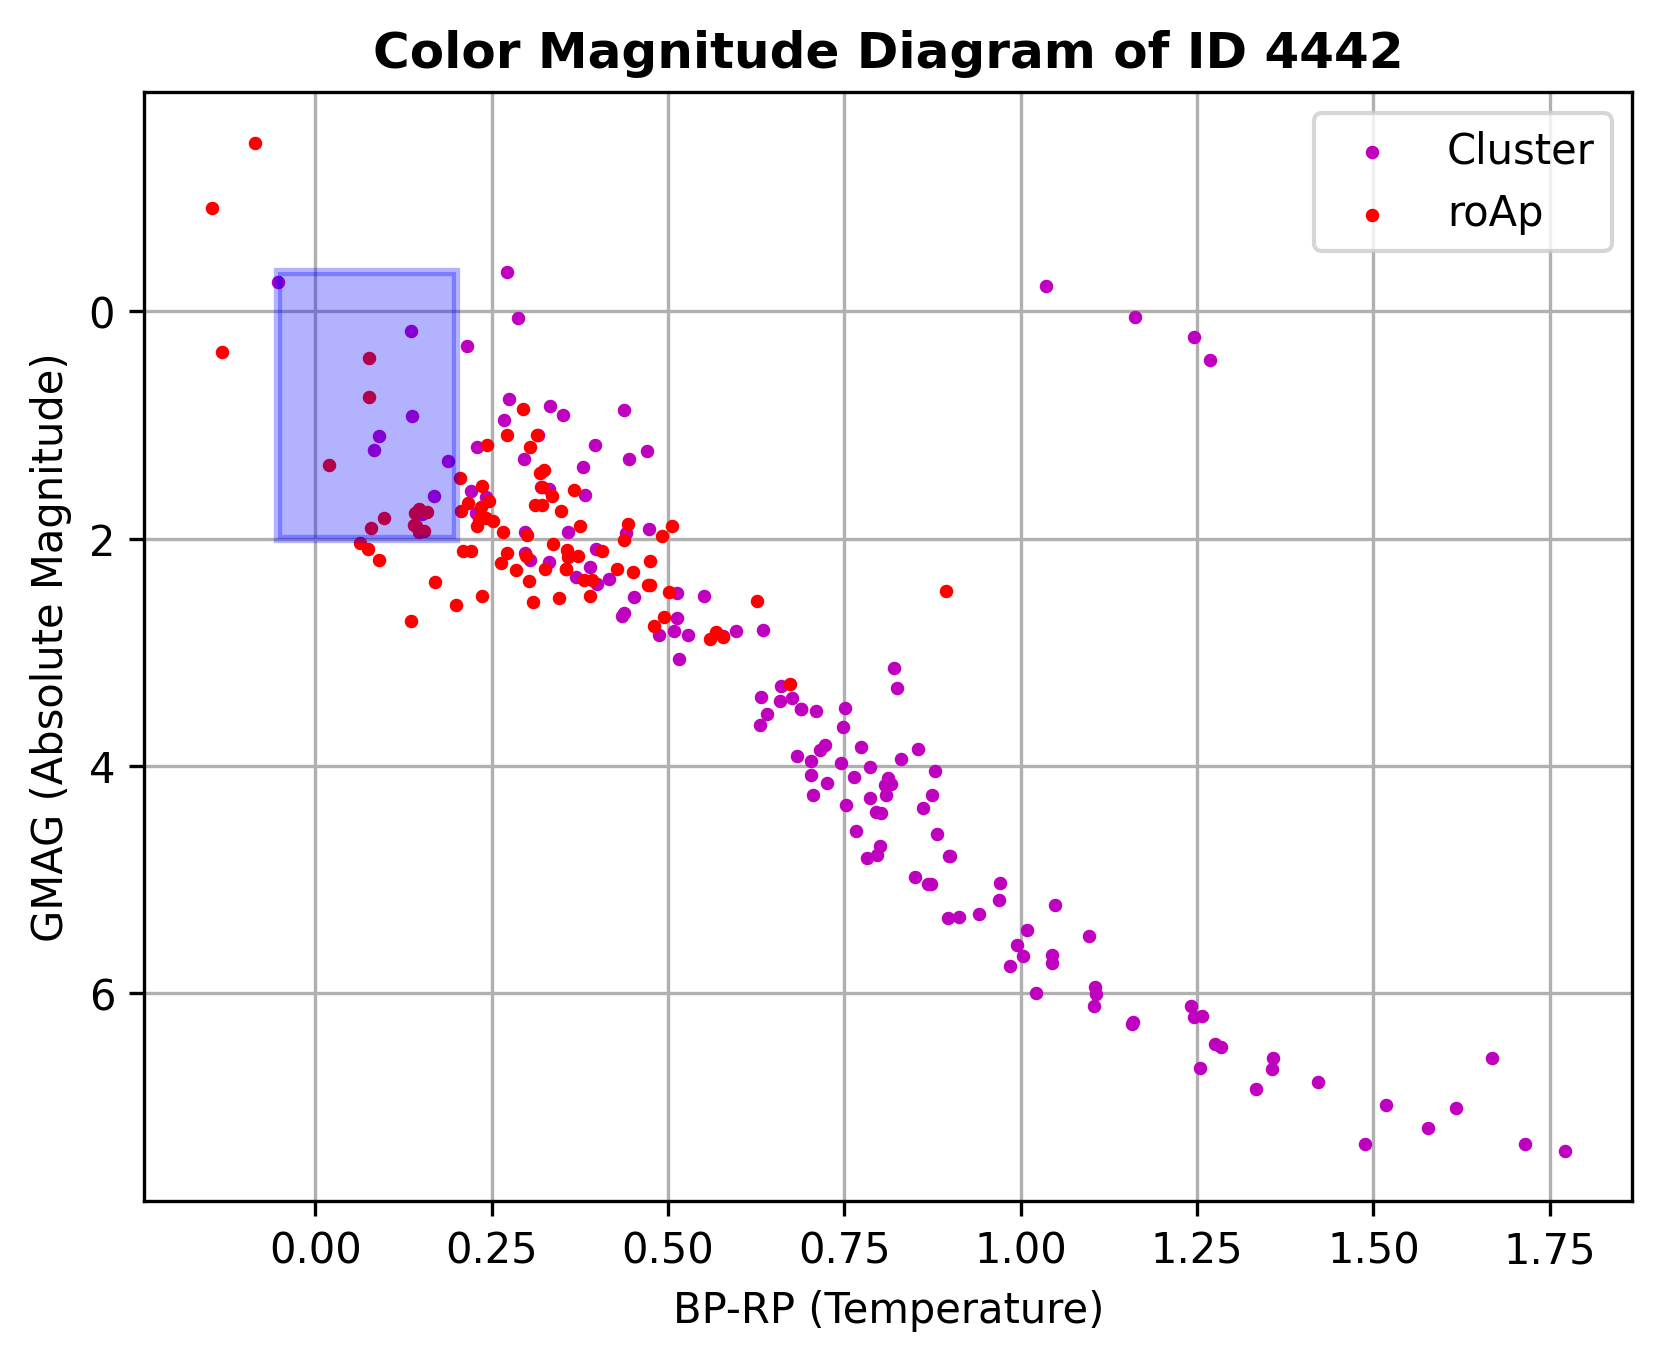 Color Magnitude Diagram of ID 4442
Cluster
roAp
GMAG (Absolute Magnitude)
0
2
4
6
0.00 0.25 0.50 0.75 1.00 1.25 1.50 1.75
BP-RP (Temperature)